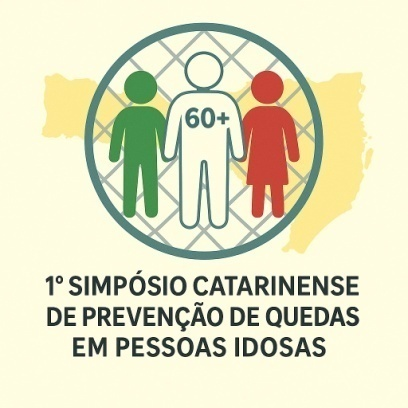 60+
1º SIMPÓSIO CATARINENSE
DE PREVENÇÃO DE QUEDAS
EM PESSOAS IDOSAS